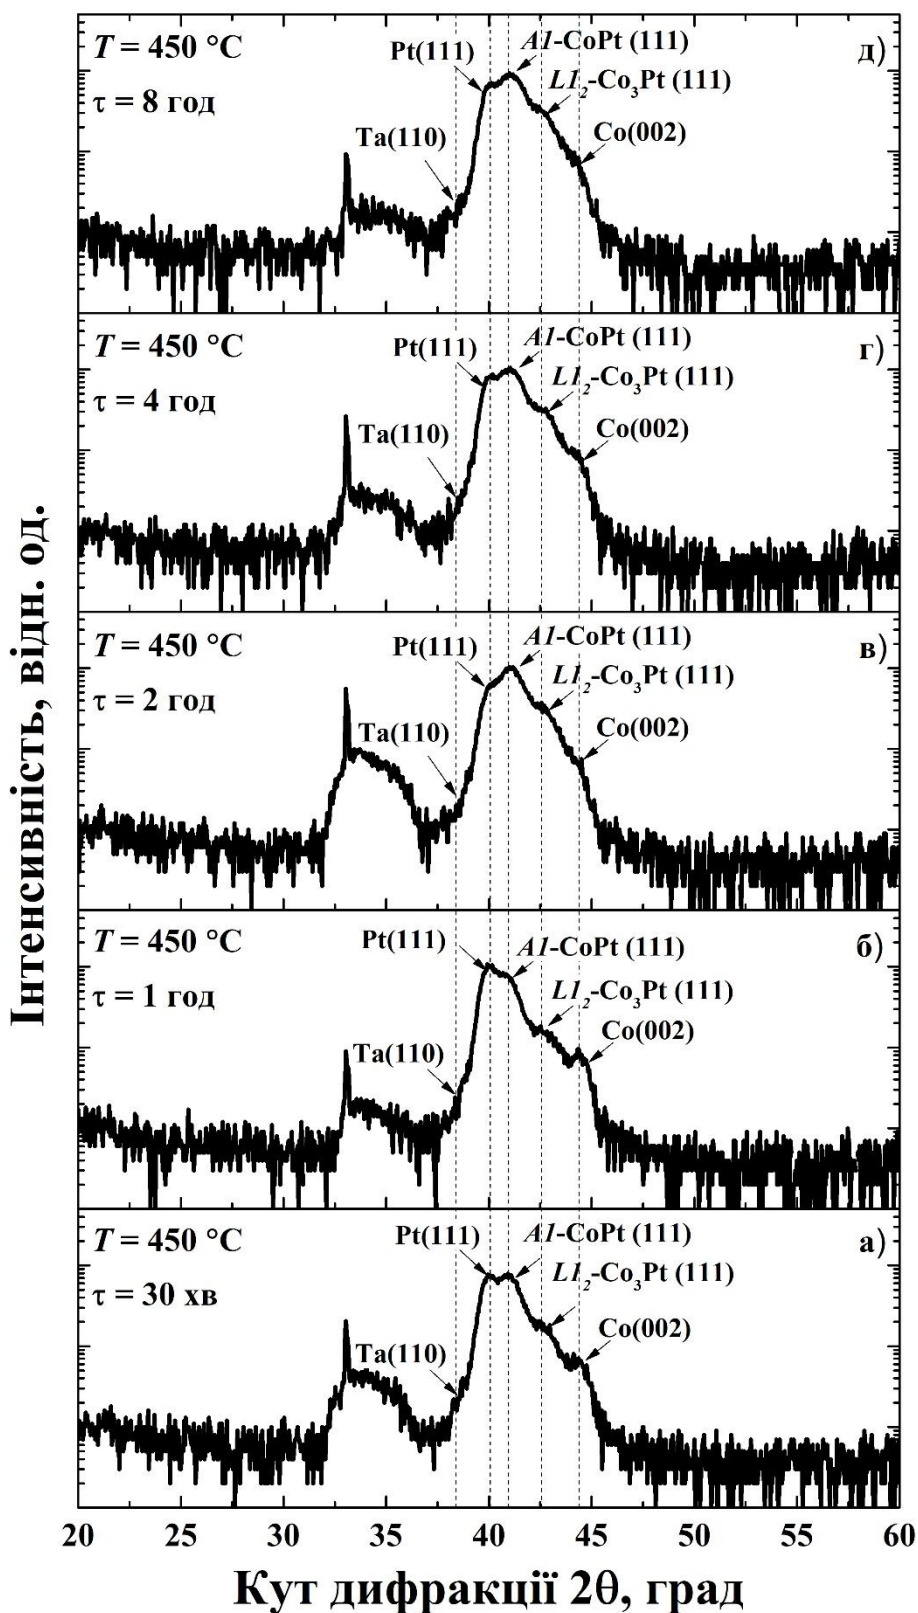 T = 450 °C
τ = 8 год
д)
Pt(111)
A1-CoPt (111)
L1₂-Co₃Pt (111)
Ta(110)
Co(002)
T = 450 °C
τ = 4 год
г)
Pt(111)
A1-CoPt (111)
L1₂-Co₃Pt (111)
Ta(110)
Co(002)
T = 450 °C
τ = 2 год
в)
Pt(111)
A1-CoPt (111)
L1₂-Co₃Pt (111)
Ta(110)
Co(002)
T = 450 °C
τ = 1 год
б)
Pt(111)
A1-CoPt (111)
L1₂-Co₃Pt (111)
Ta(110)
Co(002)
T = 450 °C
τ = 30 хв
а)
Pt(111)
A1-CoPt (111)
L1₂-Co₃Pt (111)
Ta(110)
Co(002)
Інтенсивність, відн. од.
20 25 30 35 40 45 50 55 60
Кут дифракції 2θ, град